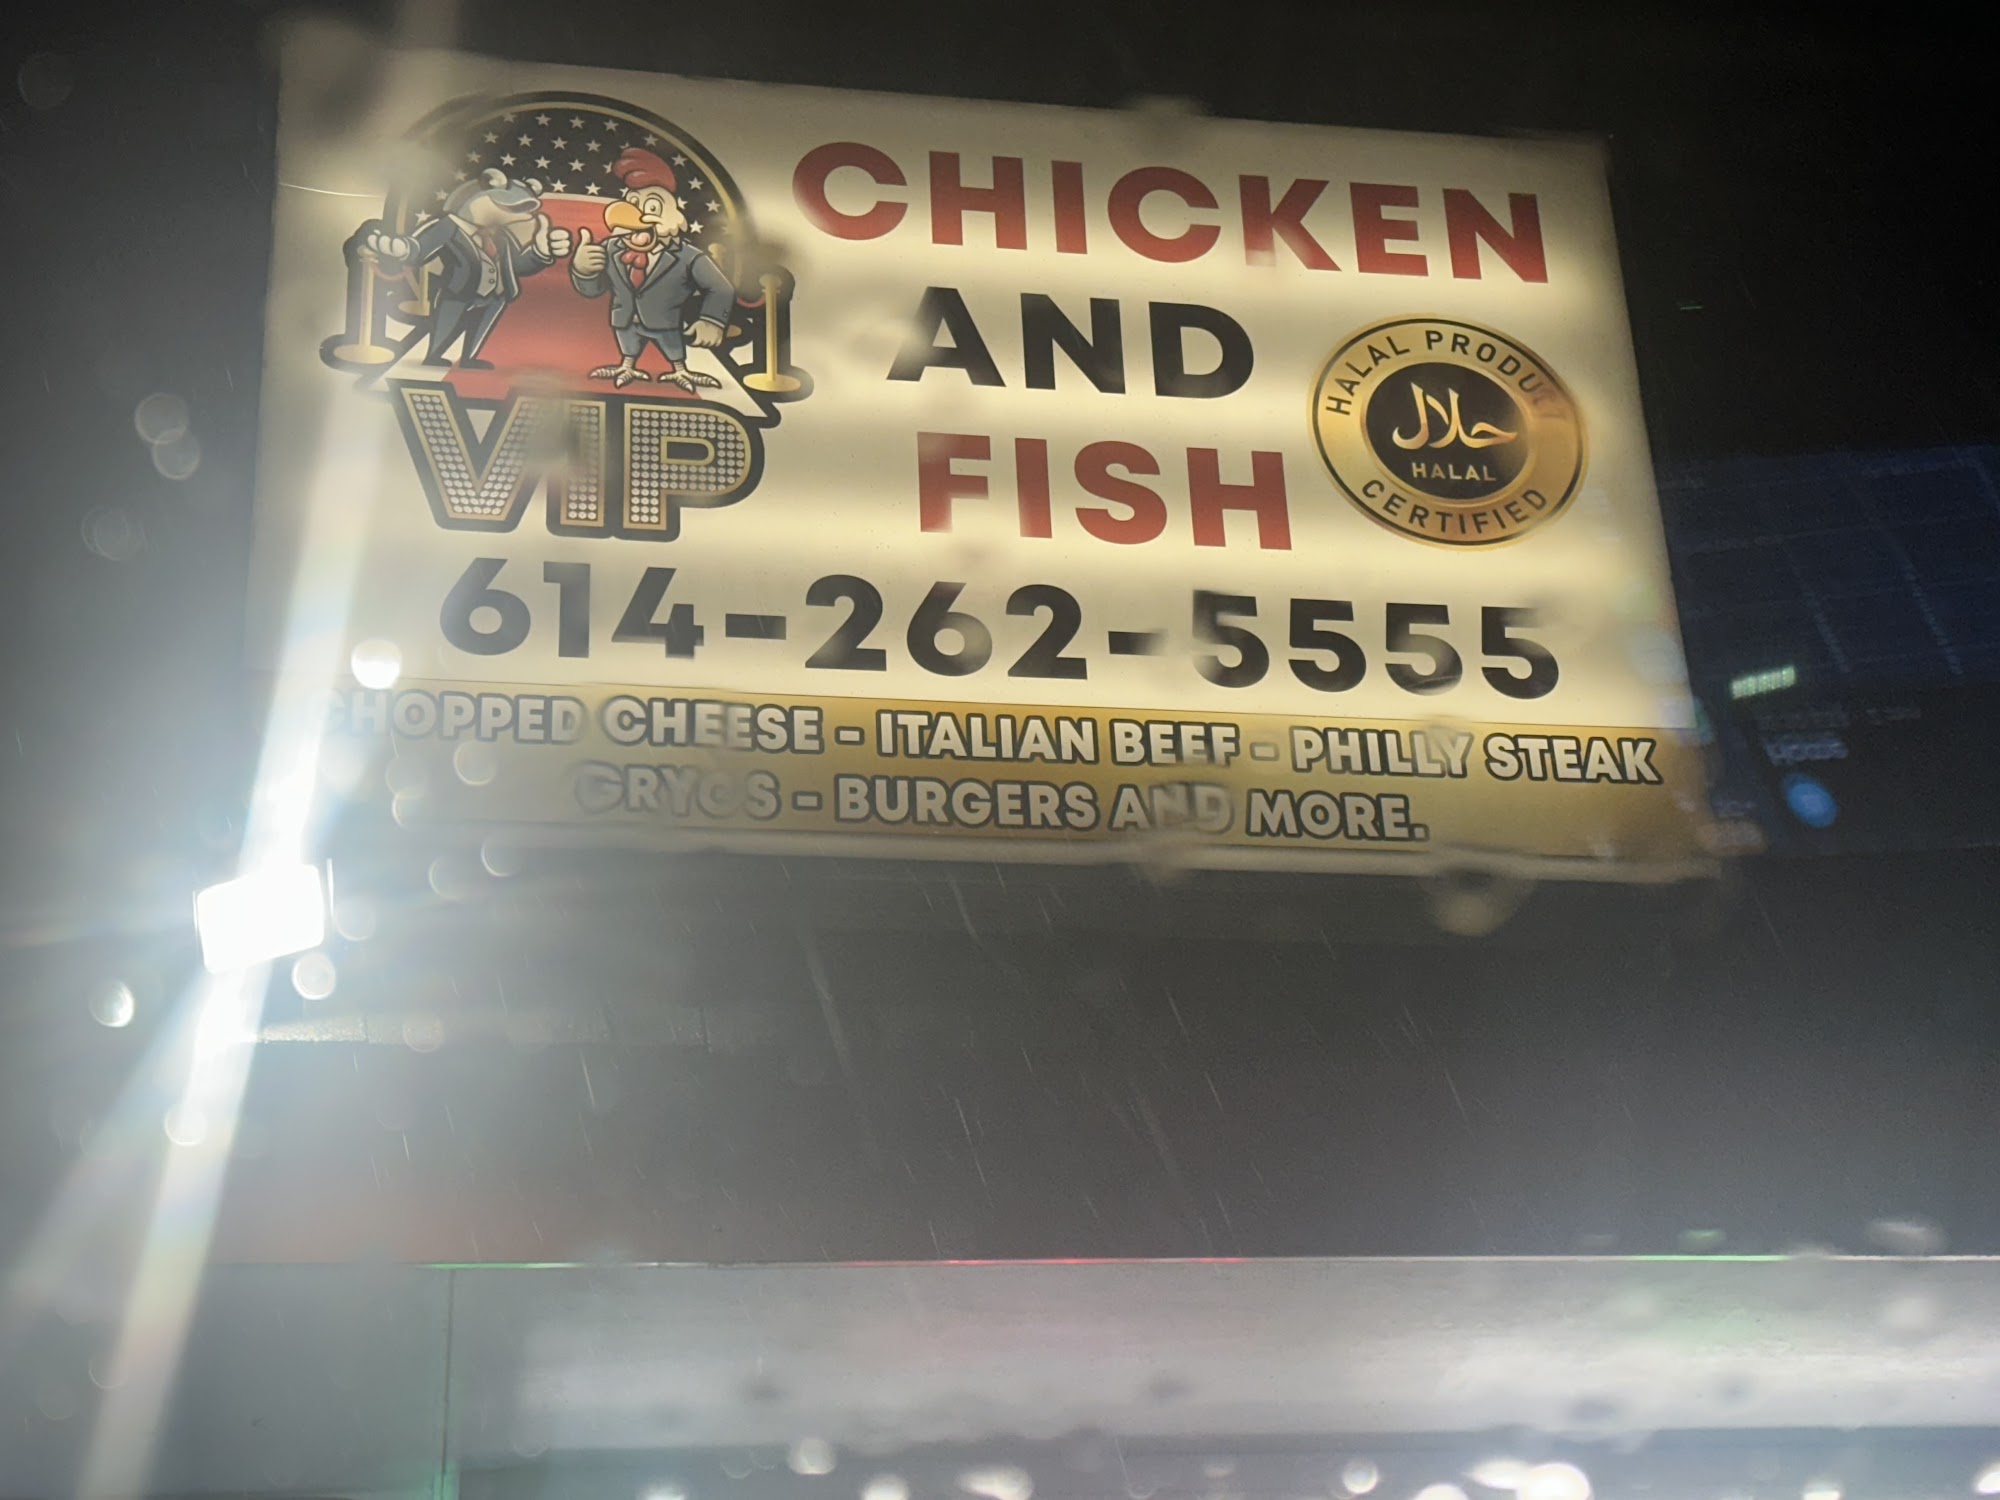 CHICKEN
AND
FISH
VIP
HALAL PRODUCT
حلال
HALAL
CERTIFIED
614-262-5555
CHOPPED CHEESE - ITALIAN BEEF - PHILLY STEAK
GRYOS - BURGERS AND MORE.